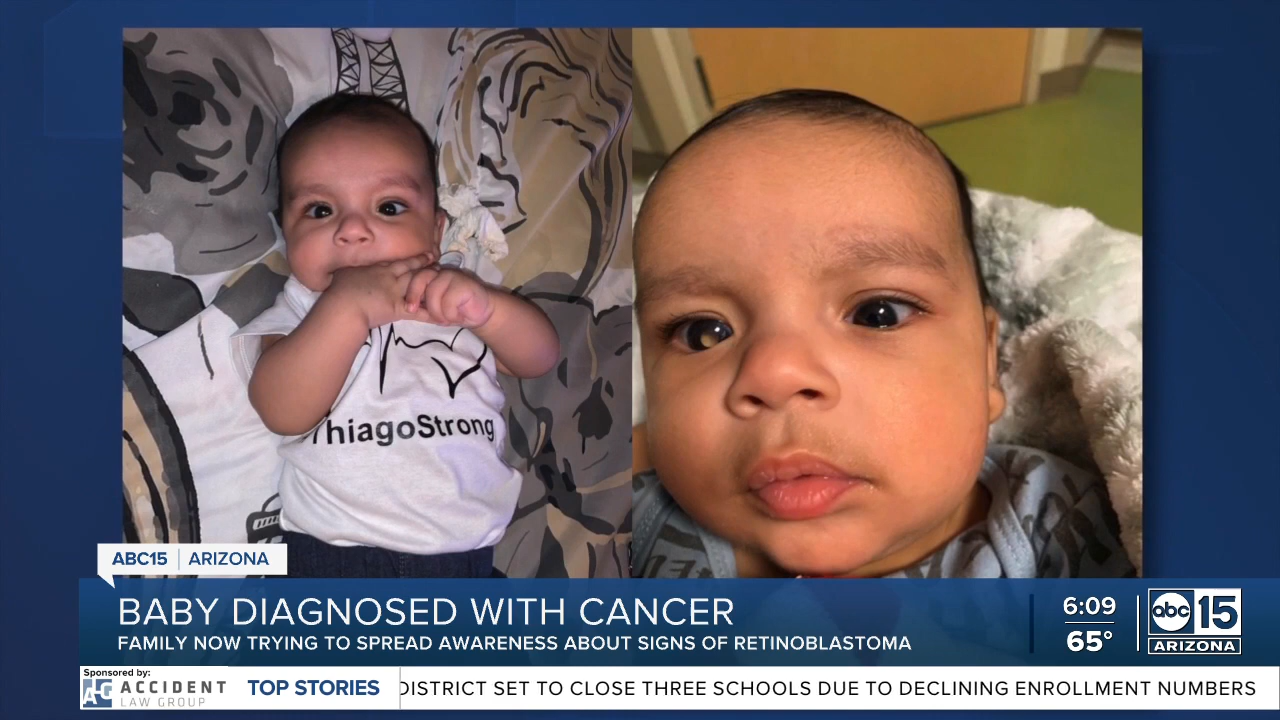 ThiagoStrong
ABC15 | ARIZONA
BABY DIAGNOSED WITH CANCER
FAMILY NOW TRYING TO SPREAD AWARENESS ABOUT SIGNS OF RETINOBLASTOMA
6:09
65°
abc 15
ARIZONA
Sponsored by:
AG ACCIDENT
LAW GROUP
TOP STORIES
DISTRICT SET TO CLOSE THREE SCHOOLS DUE TO DECLINING ENROLLMENT NUMBERS